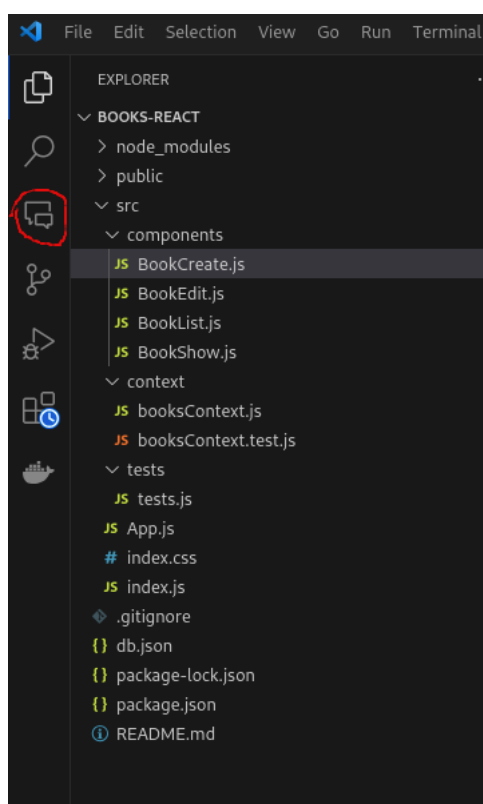 File Edit Selection View Go Run Terminal
EXPLORER
BOOKS-REACT
node_modules
public
src
components
JS BookCreate.js
JS BookEdit.js
JS BookList.js
JS BookShow.js
context
JS booksContext.js
JS booksContext.test.js
tests
JS tests.js
JS App.js
# index.css
JS index.js
.gitignore
{} db.json
{} package-lock.json
{} package.json
README.md